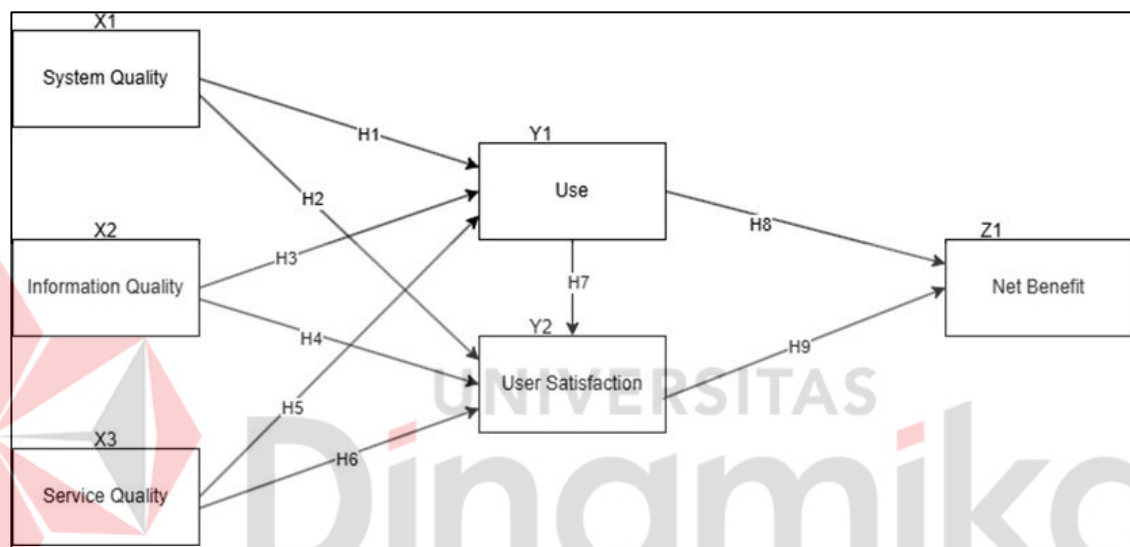 X1
System Quality
H1
H2
Y1
Use
X2
Information Quality
H3
H4
H7
H8
Z1
Net Benefit
Y2
User Satisfaction
H9
H5
H6
X3
Service Quality
UNIVERSITAS
Dinamika